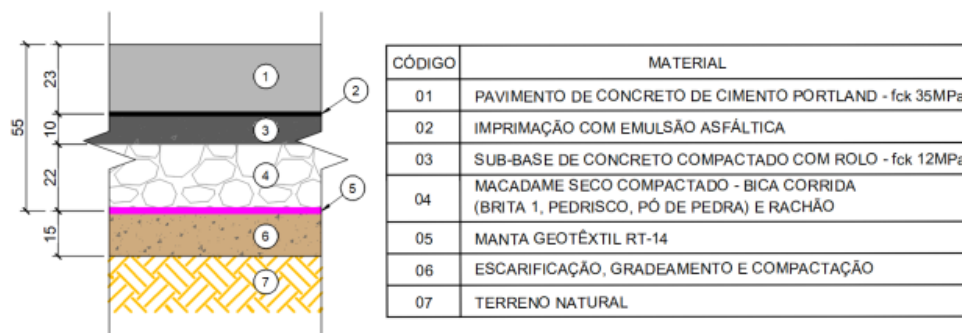 55
23
10
22
15
1
2
3
4
5
6
7
CÓDIGO MATERIAL
01 PAVIMENTO DE CONCRETO DE CIMENTO PORTLAND - fck 35MPa
02 IMPRIMAÇÃO COM EMULSÃO ASFÁLTICA
03 SUB-BASE DE CONCRETO COMPACTADO COM ROLO - fck 12MPa
04 MACADAME SECO COMPACTADO - BICA CORRIDA
(BRITA 1, PEDRISCO, PÓ DE PEDRA) E RACHÃO
05 MANTA GEOTÊXTIL RT-14
06 ESCARIFICAÇÃO, GRADEAMENTO E COMPACTAÇÃO
07 TERRENO NATURAL